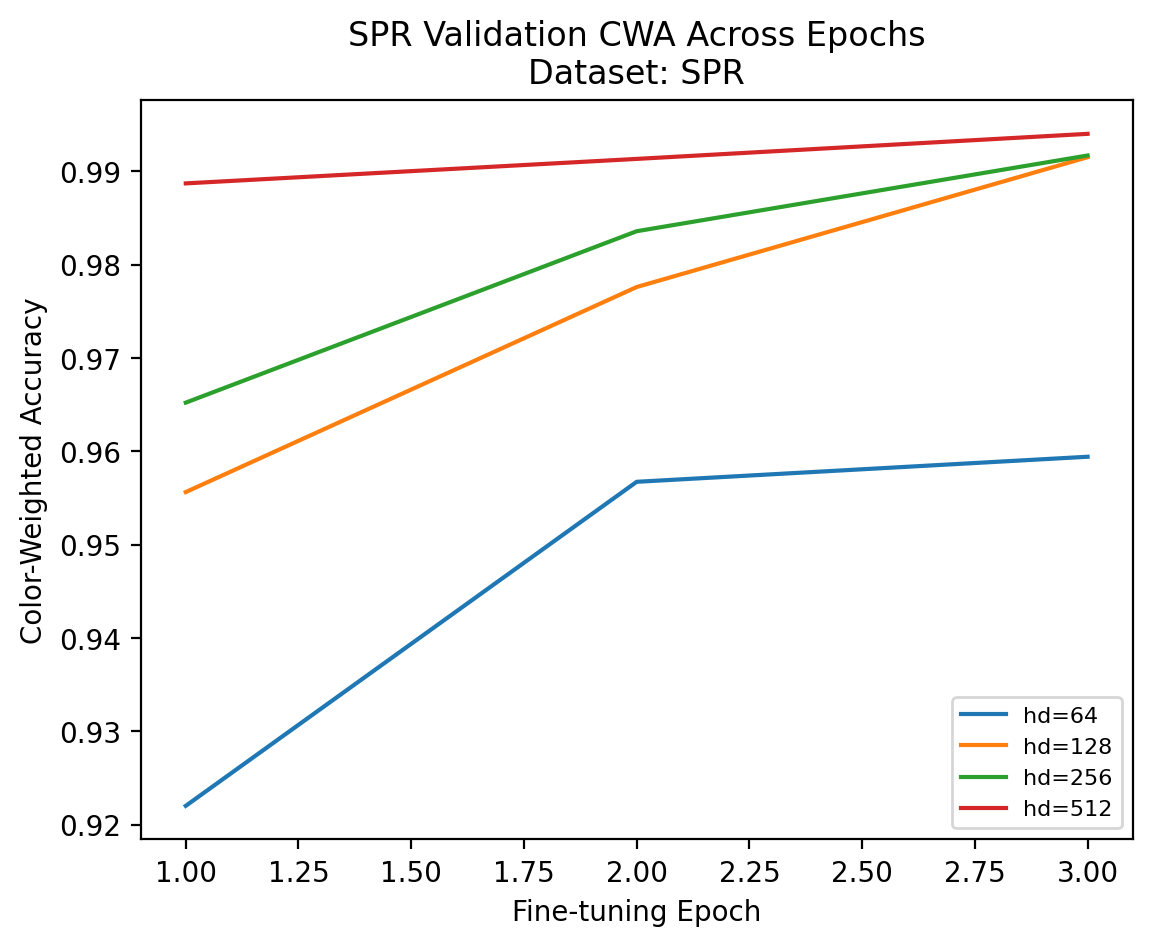 SPR Validation CWA Across Epochs
Dataset: SPR
Color-Weighted Accuracy
0.99
0.98
0.97
0.96
0.95
0.94
0.93
0.92
hd=64
hd=128
hd=256
hd=512
1.00 1.25 1.50 1.75 2.00 2.25 2.50 2.75 3.00
Fine-tuning Epoch